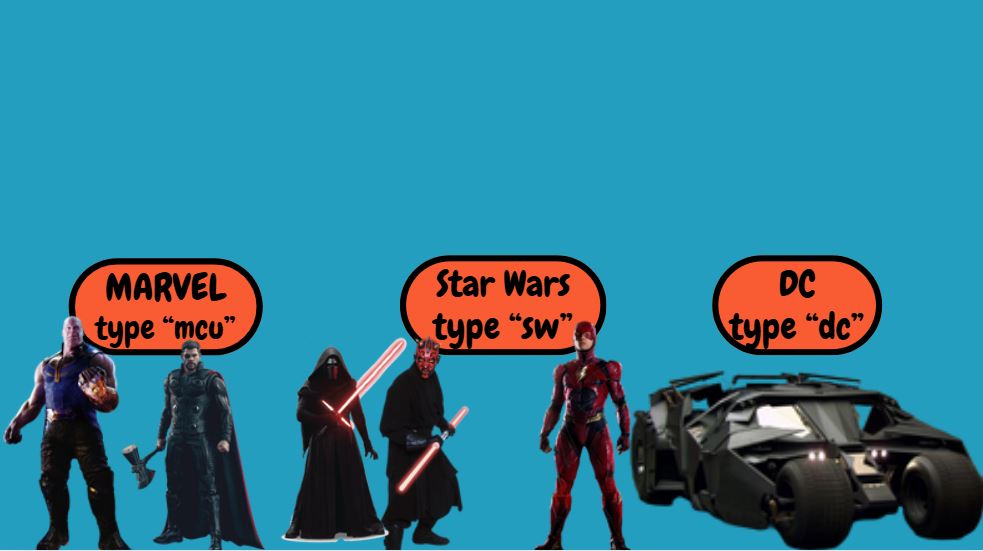 MARVEL
type “mcu”
Star Wars
type “sw”
DC
type “dc”